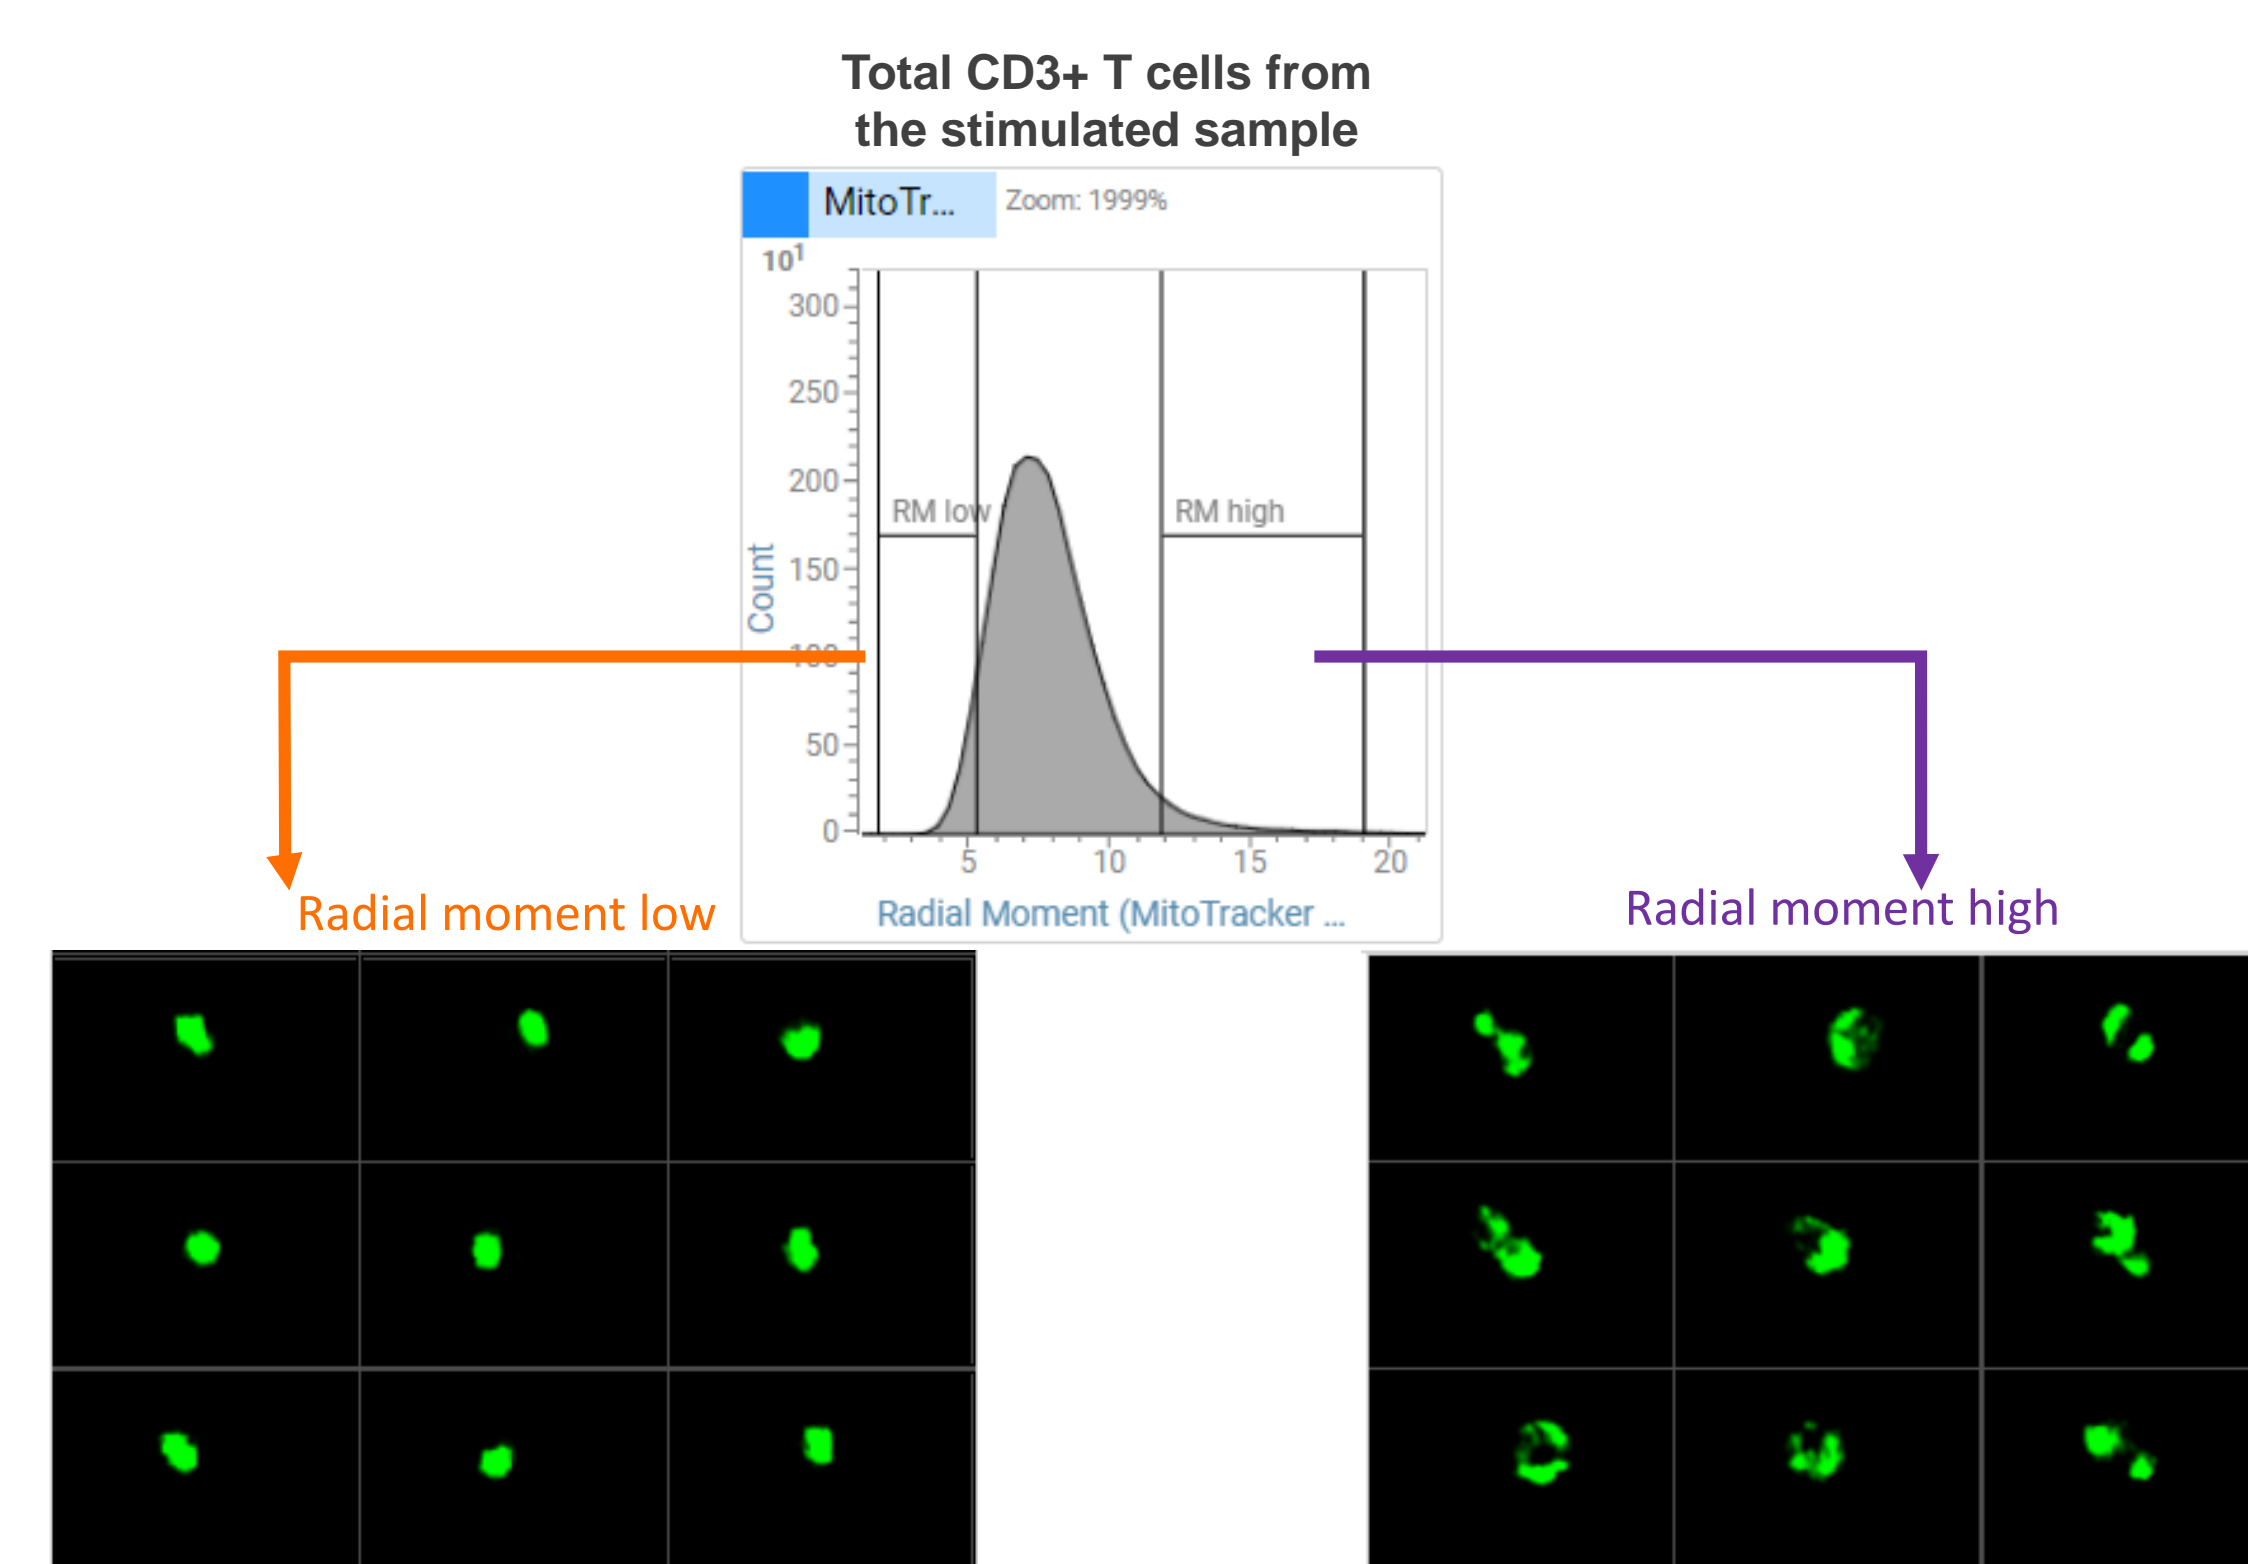 Total CD3+ T cells from
the stimulated sample
MitoTr...
Zoom: 1999%
10¹
300
250
200
150
100
50
0
Count
RM low
RM high
5
10
15
20
Radial Moment (MitoTracker ...
Radial moment low
Radial moment high